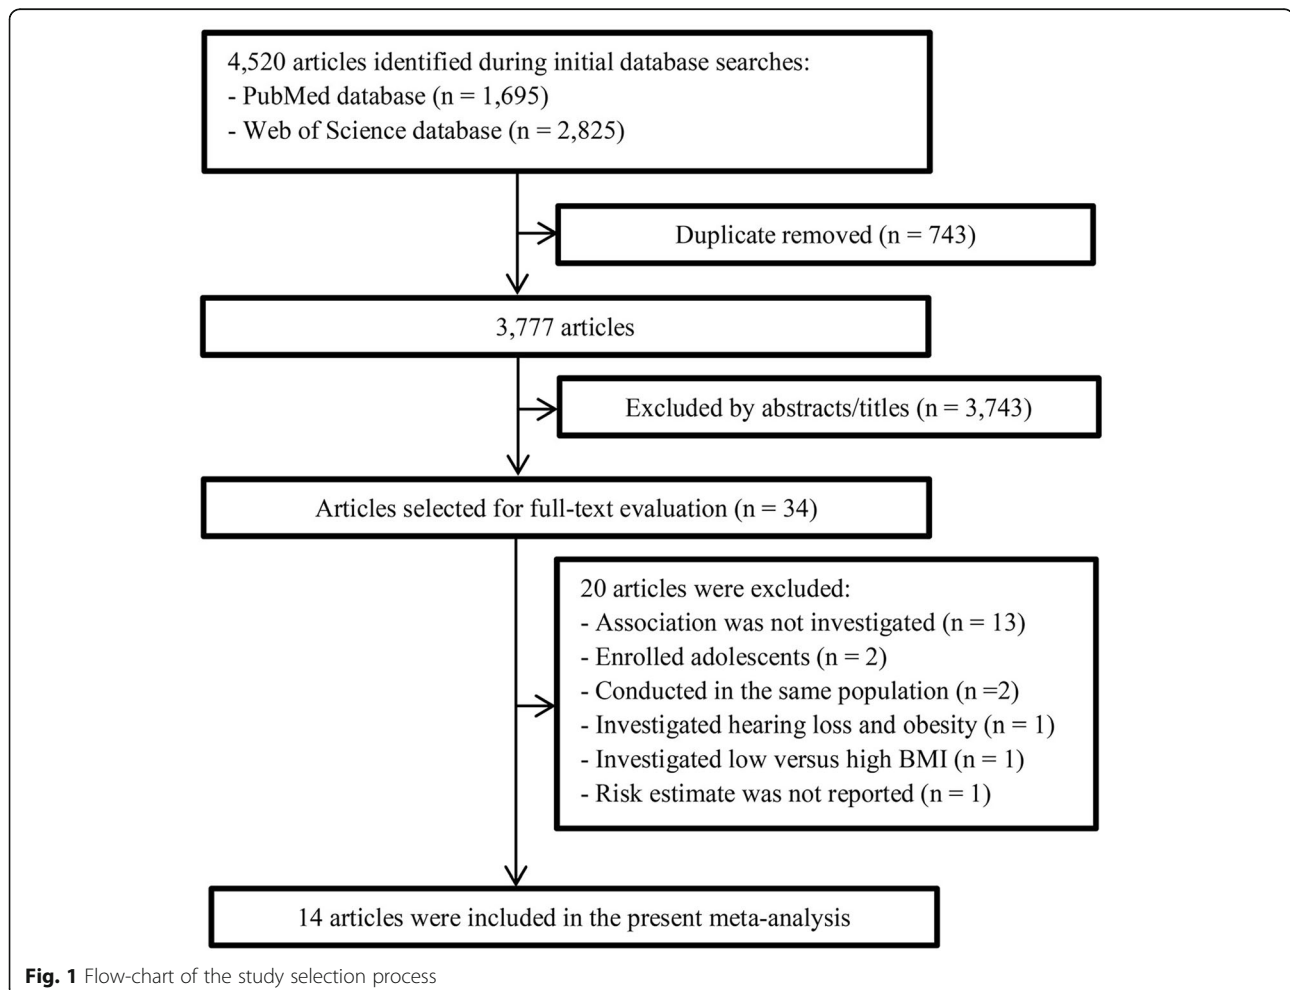 4,520 articles identified during initial database searches:
- PubMed database (n = 1,695)
- Web of Science database (n = 2,825)
Duplicate removed (n = 743)
3,777 articles
Excluded by abstracts/titles (n = 3,743)
Articles selected for full-text evaluation (n = 34)
20 articles were excluded:
- Association was not investigated (n = 13)
- Enrolled adolescents (n = 2)
- Conducted in the same population (n =2)
- Investigated hearing loss and obesity (n = 1)
- Investigated low versus high BMI (n = 1)
- Risk estimate was not reported (n = 1)
14 articles were included in the present meta-analysis
Fig. 1 Flow-chart of the study selection process